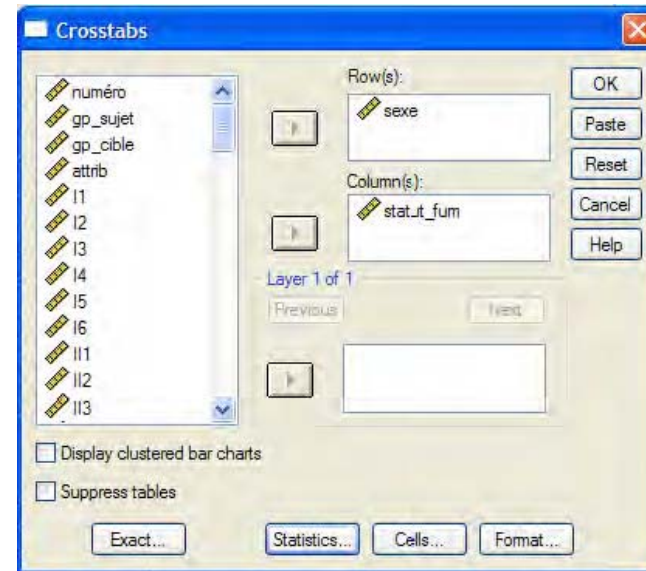 Crosstabs
numéro
gp_sujet
gp_cible
attrib
I1
I2
I3
I4
I5
I6
II1
II2
II3
Row(s):
sexe
Column(s):
statut_fum
Layer 1 of 1
Previous
Next
OK
Paste
Reset
Cancel
Help
Display clustered bar charts
Suppress tables
Exact...
Statistics...
Cells...
Format...